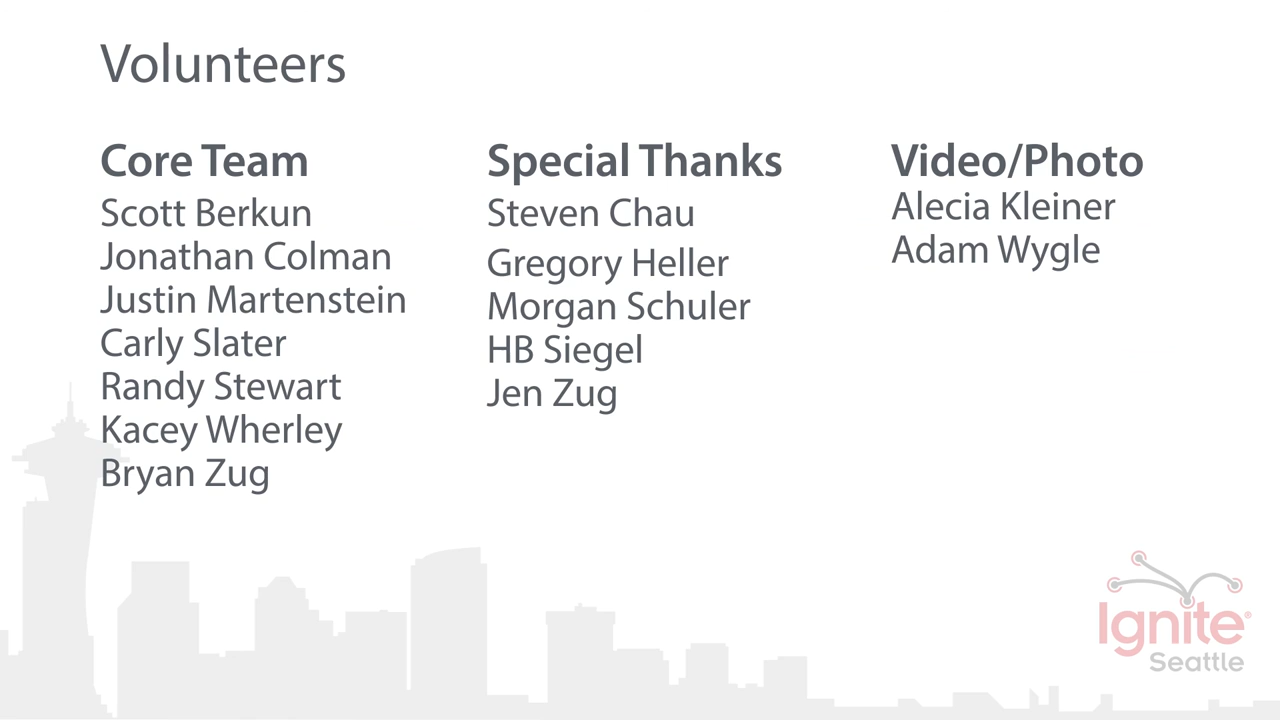 Volunteers
Core Team
Scott Berkun
Jonathan Colman
Justin Martenstein
Carly Slater
Randy Stewart
Kacey Wherley
Bryan Zug
Special Thanks
Steven Chau
Gregory Heller
Morgan Schuler
HB Siegel
Jen Zug
Video/Photo
Alecia Kleiner
Adam Wygle
Ignite®
Seattle